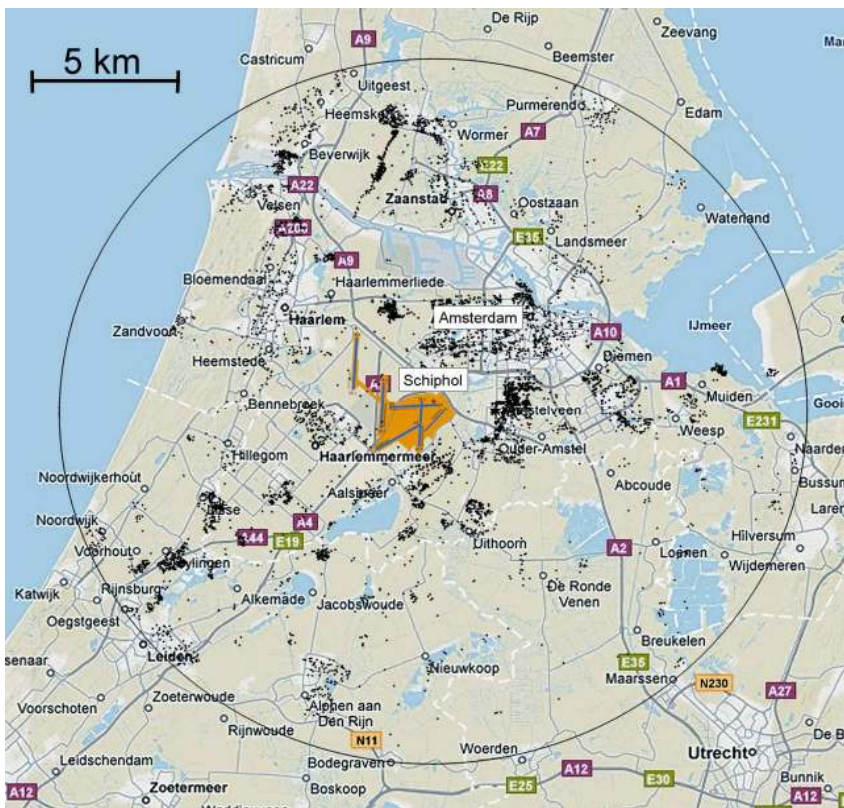 5 km
A9
De Rijp
Zeevang
Castricum
Beemster
Uitgeest
Purmerend
Edam
Heemske
Wormer
A7
Beverwijk
E22
A22
Velsen
Zaanstad
A8
Oostzaan
Waterland
A208
E35
Landsmeer
A9
Bloemendaal
Haarlemmerliede
Zandvoort
Haarlem
Amsterdam
IJmeer
A10
Heemstede
Diemen
Schiphol
A1
Muiden
Bennebroek
Gooi
E231
Weesp
Hillegom
Haarlemmermeer
Ouder-Amstel
Naarden
Noordwijkerhout
Aalsmeer
Abcoude
Bussum
Noordwijk
Lisse
A4
Laren
A44
E19
Uithoorn
A2
Loenen
Hilversum
Voorhout
Wijdemeren
Katwijk
Rijnsburg
Alkemade
Jacobswoude
De Ronde
Venen
Oegstgeest
Breukelen
Leiden
Nieuwkoop
E35
Maarssen
N230
Zoeterwoude
A27
Voorschoten
Alphen aan
Den Rijn
Rijnwoude
N11
Utrecht
Leidschendam
Bodegraven
Woerden
A12
E30
Bunnik
A12
Zoetermeer
Boskoop
E25
A12